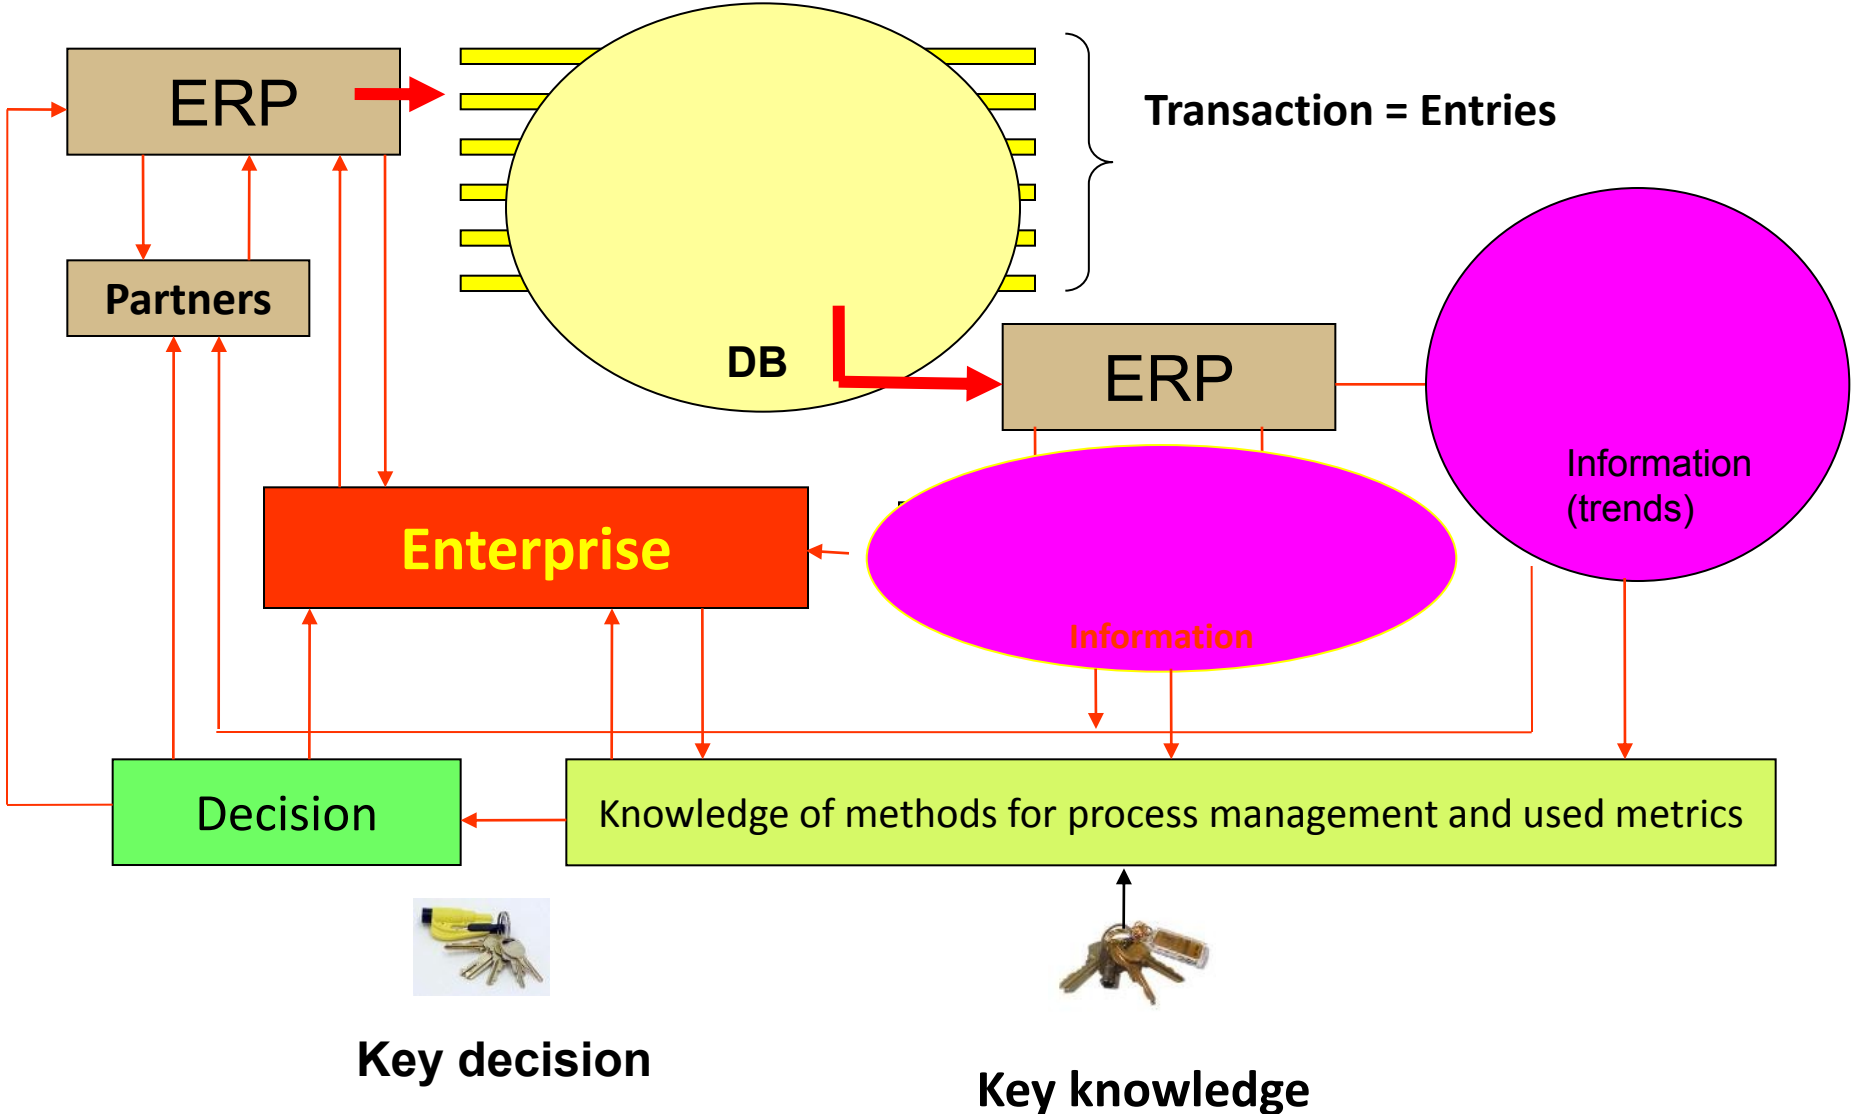 ERP
Transaction = Entries
Partners
DB
ERP
Information
(trends)
Enterprise
Information
Decision
Knowledge of methods for process management and used metrics
Key decision
Key knowledge